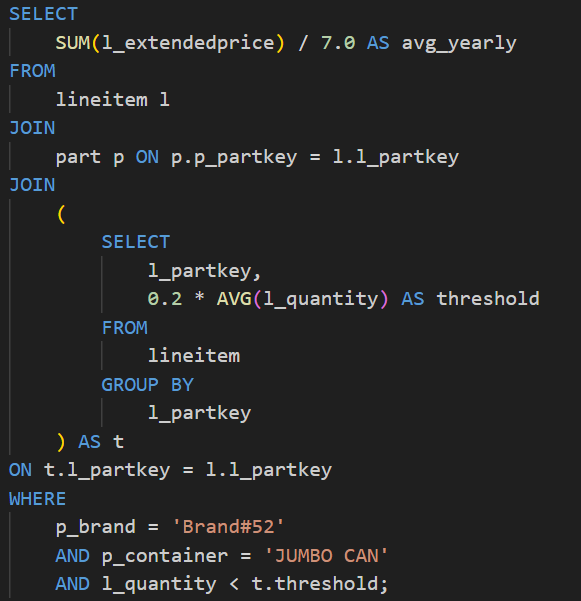 SELECT
    SUM(l_extendedprice) / 7.0 AS avg_yearly
FROM
    lineitem l
JOIN
    part p ON p.p_partkey = l.l_partkey
JOIN
    (
        SELECT
            l_partkey,
            0.2 * AVG(l_quantity) AS threshold
        FROM
            lineitem
        GROUP BY
            l_partkey
    ) AS t
ON t.l_partkey = l.l_partkey
WHERE
    p_brand = 'Brand#52'
    AND p_container = 'JUMBO CAN'
    AND l_quantity < t.threshold;